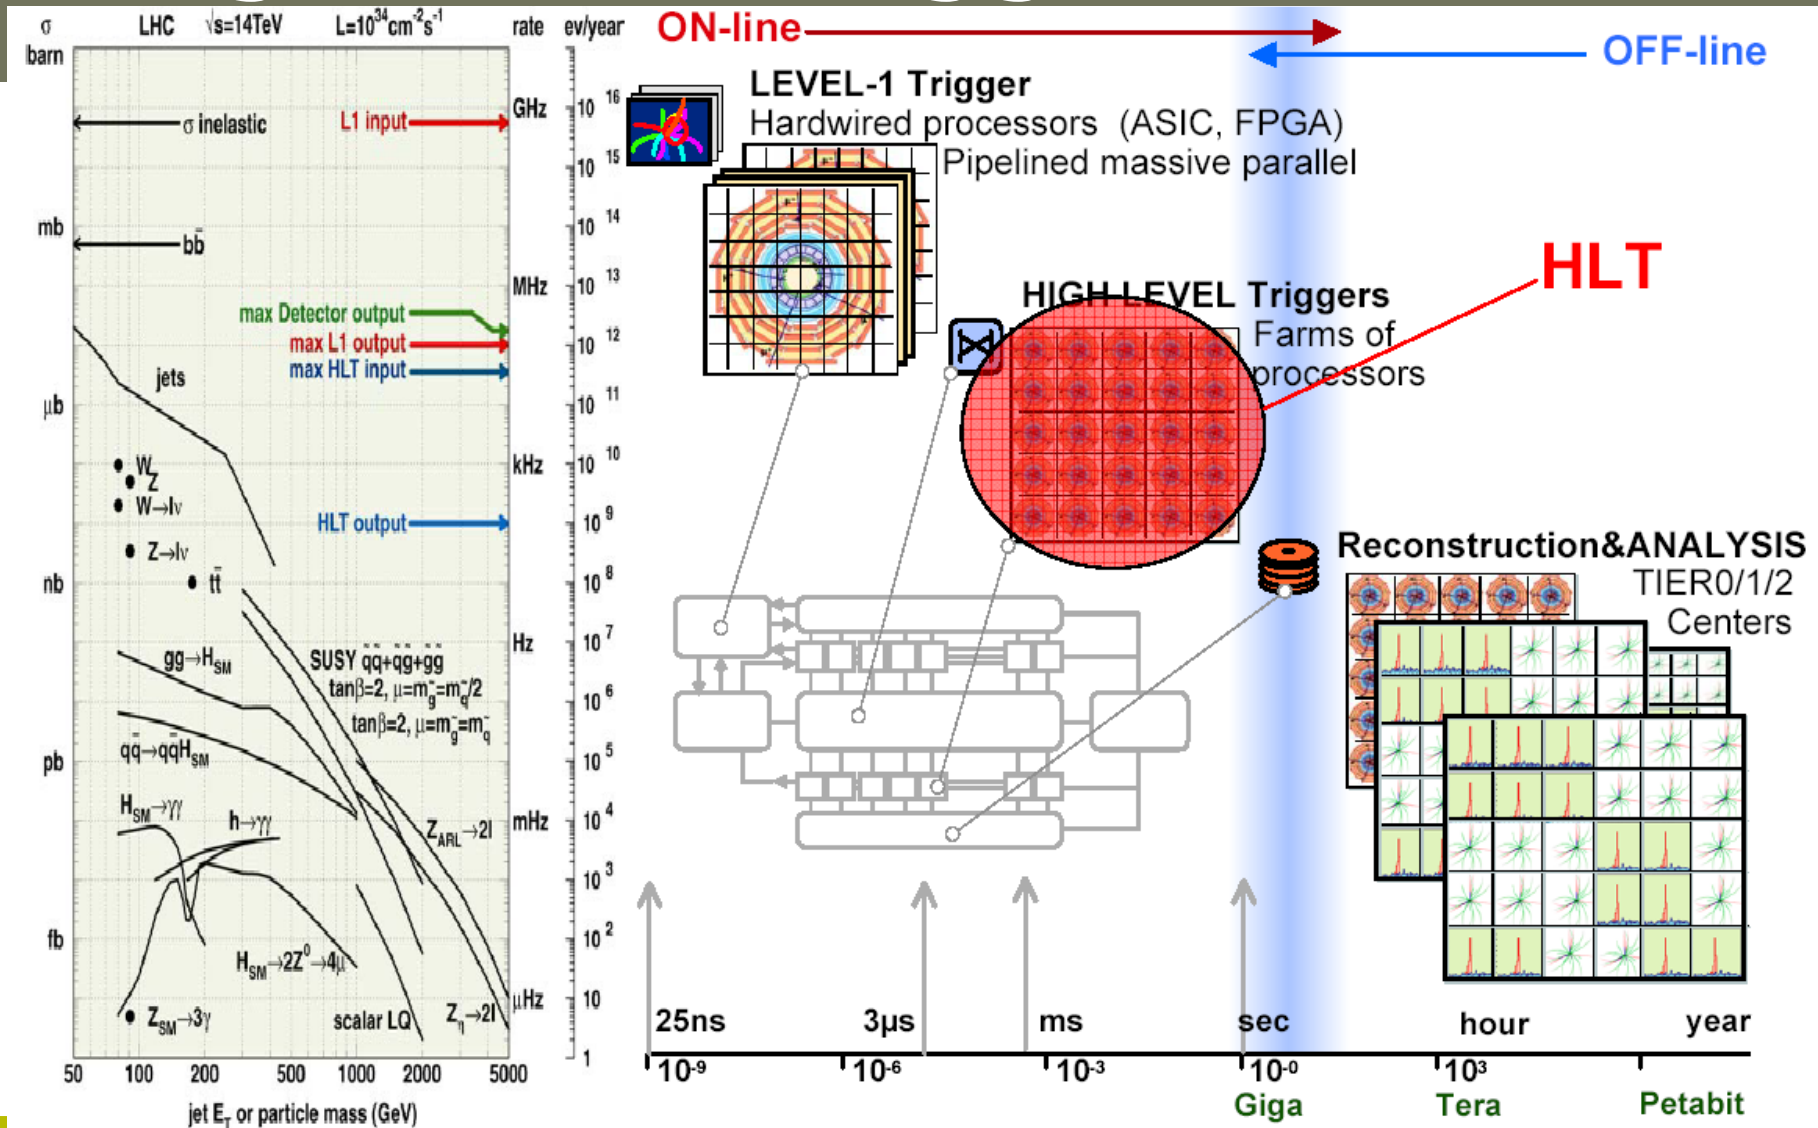 σ LHC √s=14TeV L=10³⁴cm⁻²s⁻¹ rate ev/year
barn
GHz
mb
MHz
μb
kHz
nb
Hz
pb
mHz
fb
μHz
10¹⁶
10¹⁵
10¹⁴
10¹³
10¹²
10¹¹
10¹⁰
10⁹
10⁸
10⁷
10⁶
10⁵
10⁴
10³
10²
10
1
σ inelastic
L1 input
bb̄
max Detector output
max L1 output
max HLT input
jets
W
Z
W→lν
HLT output
Z→lν
tt̄
gg→H_SM
SUSY q̃q̃+q̃g̃+g̃g̃
tanβ=2, μ=m_g̃=m_q̃/2
tanβ=2, μ=m_g̃=m_q̃
qq̄→qq̄H_SM
H_SM→γγ
h→γγ
Z_ARL→2l
H_SM→2Z⁰→4μ
Z_SM→3γ
scalar LQ
Z_η→2l
50 100 200 500 1000 2000 5000
jet E_T or particle mass (GeV)
ON-line
OFF-line
LEVEL-1 Trigger
Hardwired processors (ASIC, FPGA)
Pipelined massive parallel
HLT
HIGH LEVEL Triggers
Farms of
processors
Reconstruction&ANALYSIS
TIER0/1/2
Centers
25ns 3μs ms sec hour year
10⁻⁹ 10⁻⁶ 10⁻³ 10⁻⁰ 10³
Giga Tera Petabit